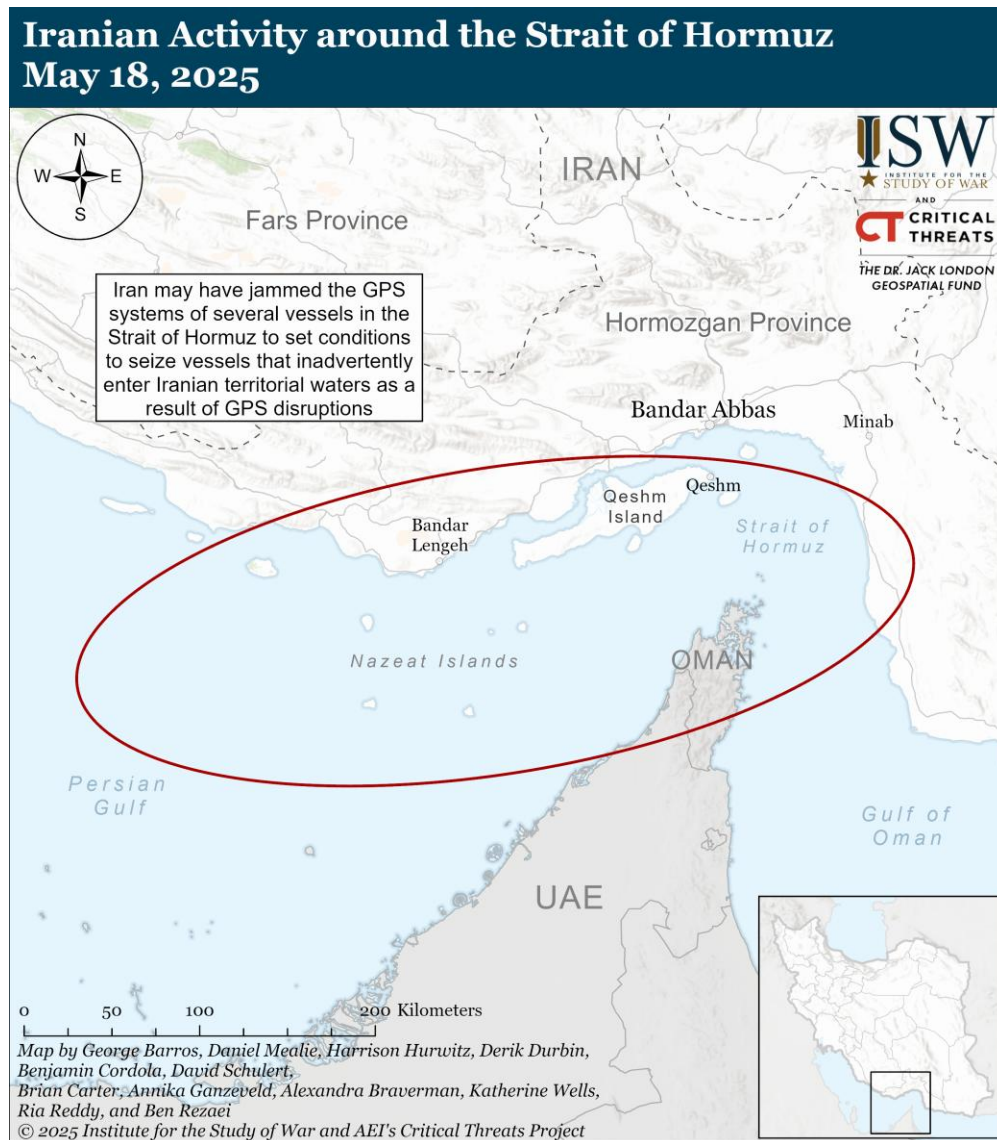 Iranian Activity around the Strait of Hormuz
May 18, 2025
N
W
E
S
IRAN
Fars Province
ISW
INSTITUTE FOR THE
STUDY OF WAR
AND
CT CRITICAL
THREATS
THE DR. JACK LONDON
GEOSPATIAL FUND
Iran may have jammed the GPS
systems of several vessels in the
Strait of Hormuz to set conditions
to seize vessels that inadvertently
enter Iranian territorial waters as a
result of GPS disruptions
Hormozgan Province
Bandar Abbas
Minab
Qeshm
Qeshm
Island
Bandar
Lengeh
Strait of
Hormuz
Nazeat Islands
OMAN
Persian
Gulf
Gulf of
Oman
UAE
0 50 100 200 Kilometers
Map by George Barros, Daniel Mealie, Harrison Hurwitz, Derik Durbin,
Benjamin Cordola, David Schulert,
Brian Carter, Annika Ganzeveld, Alexandra Braverman, Katherine Wells,
Ria Reddy, and Ben Rezaei
© 2025 Institute for the Study of War and AEI's Critical Threats Project